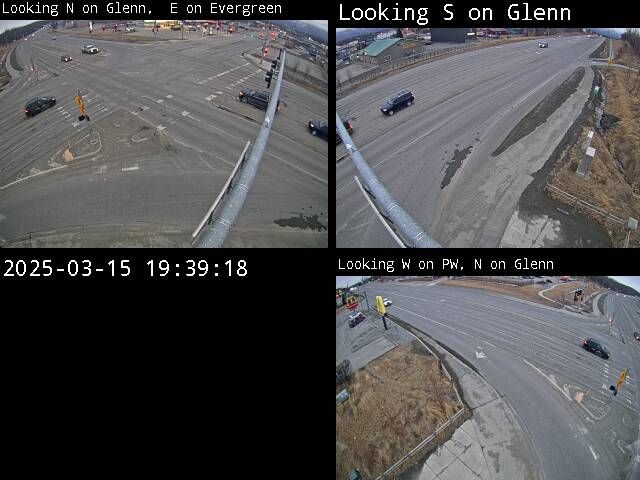 Looking N on Glenn, E on Evergreen
Looking S on Glenn
2025-03-15 19:39:18
Looking W on PW, N on Glenn